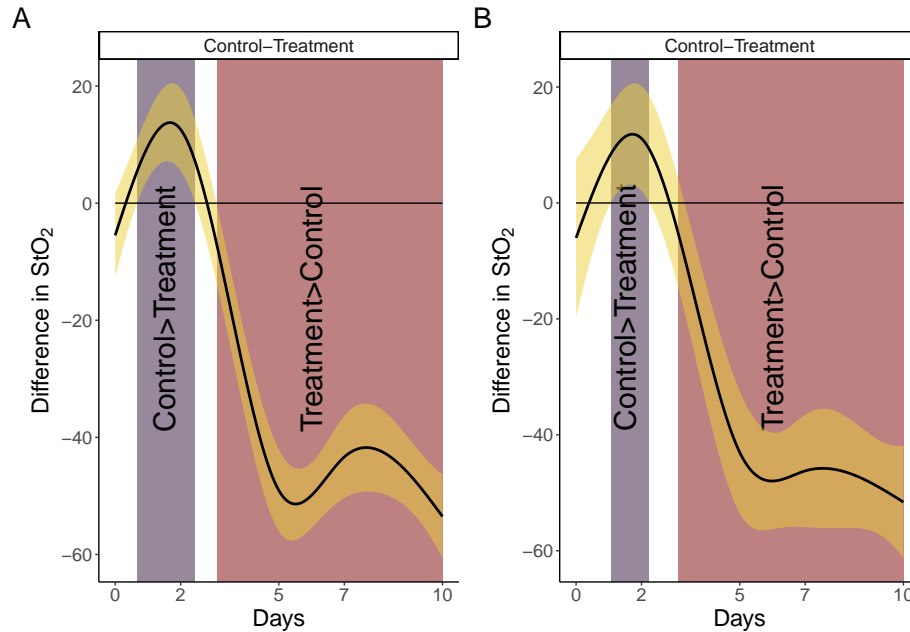 A
Control−Treatment
Difference in StO₂
20
0
−20
−40
−60
Control>Treatment
Treatment>Control
0
2
5
7
10
Days
B
Control−Treatment
Difference in StO₂
20
0
−20
−40
−60
Control>Treatment
Treatment>Control
0
2
5
7
10
Days